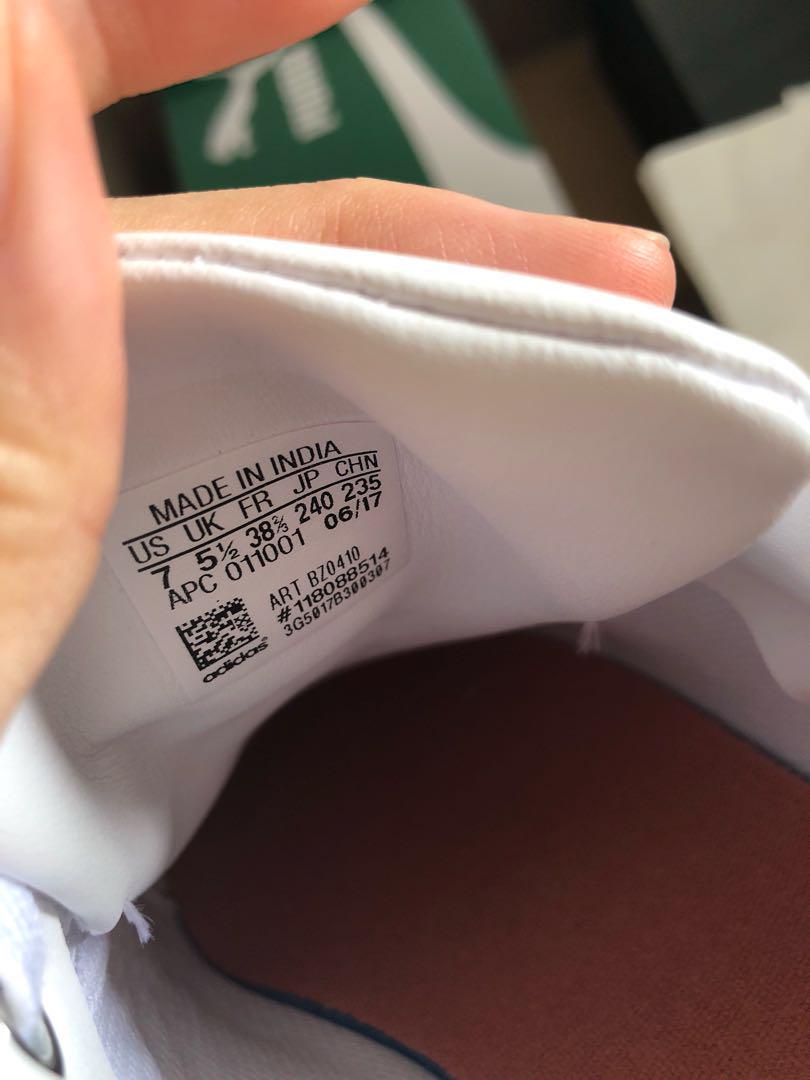 MADE IN INDIA
US UK FR JP CHN
7 5½ 38⅔ 240 235
APC 011001 06/17
ART BZ0410
#118088514
3G5017B300307
adidas®